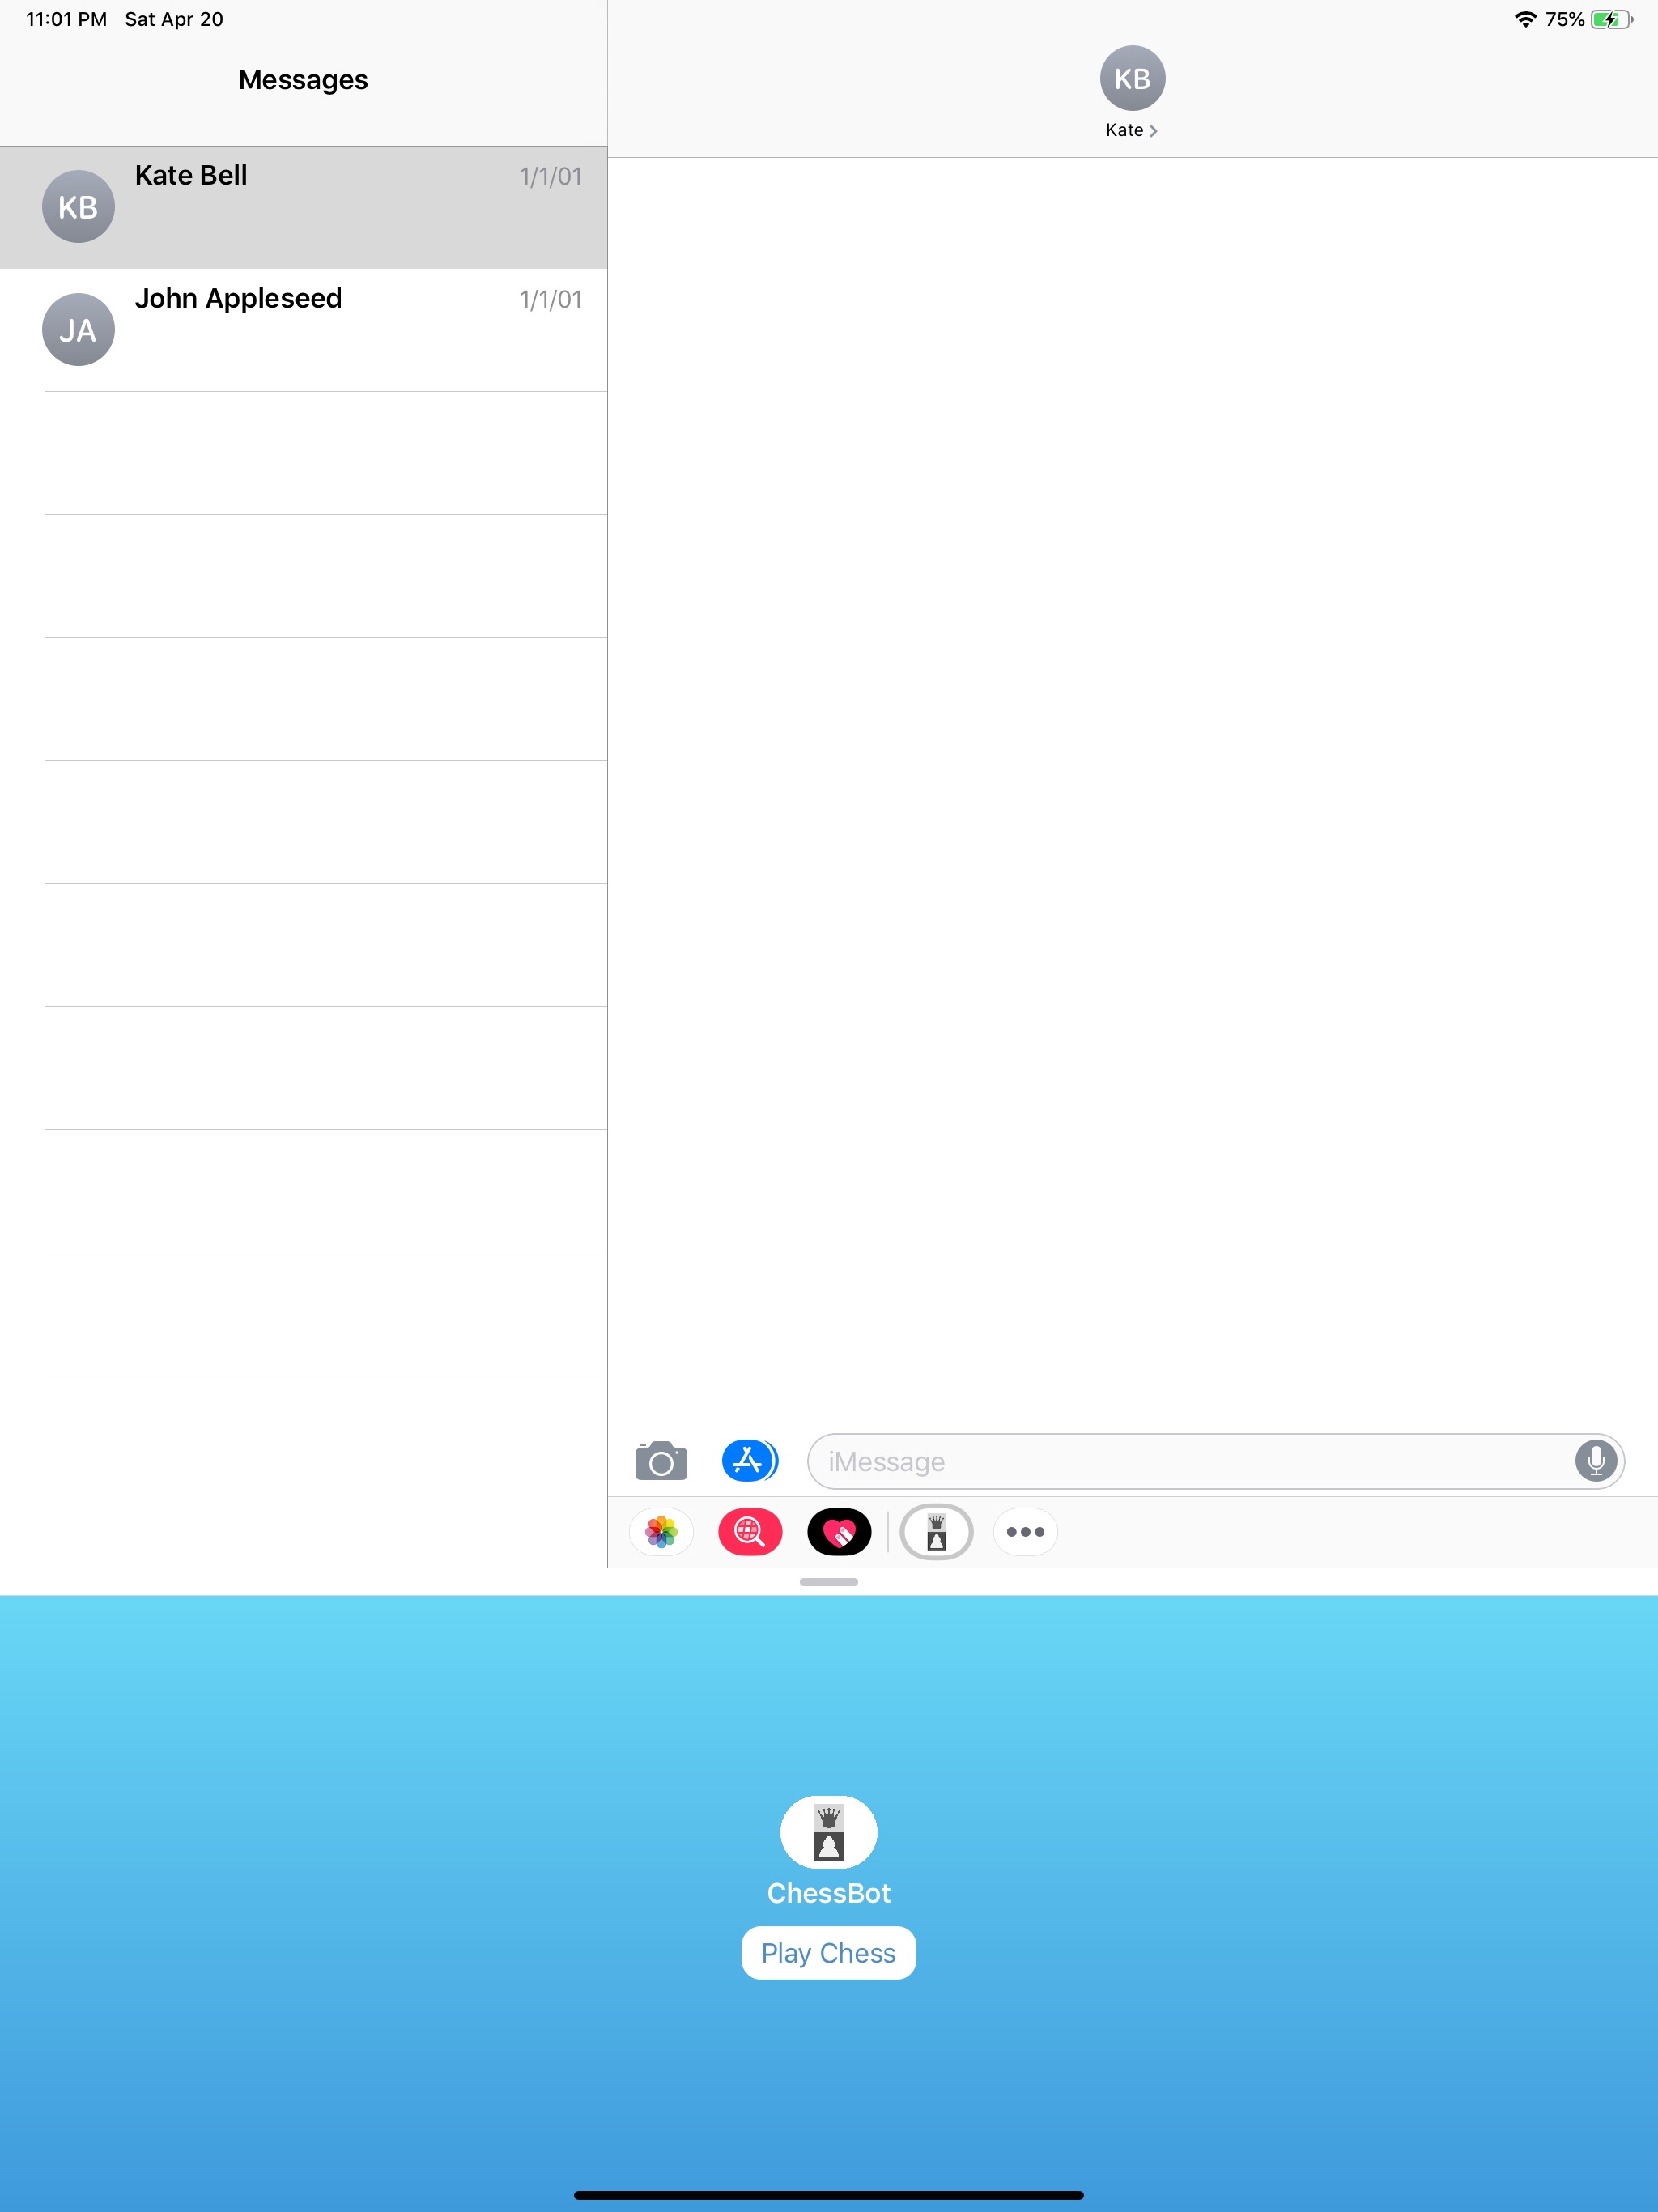 11:01 PM Sat Apr 20
75%
Messages
KB
Kate
KB
Kate Bell
1/1/01
JA
John Appleseed
1/1/01
iMessage
ChessBot
Play Chess